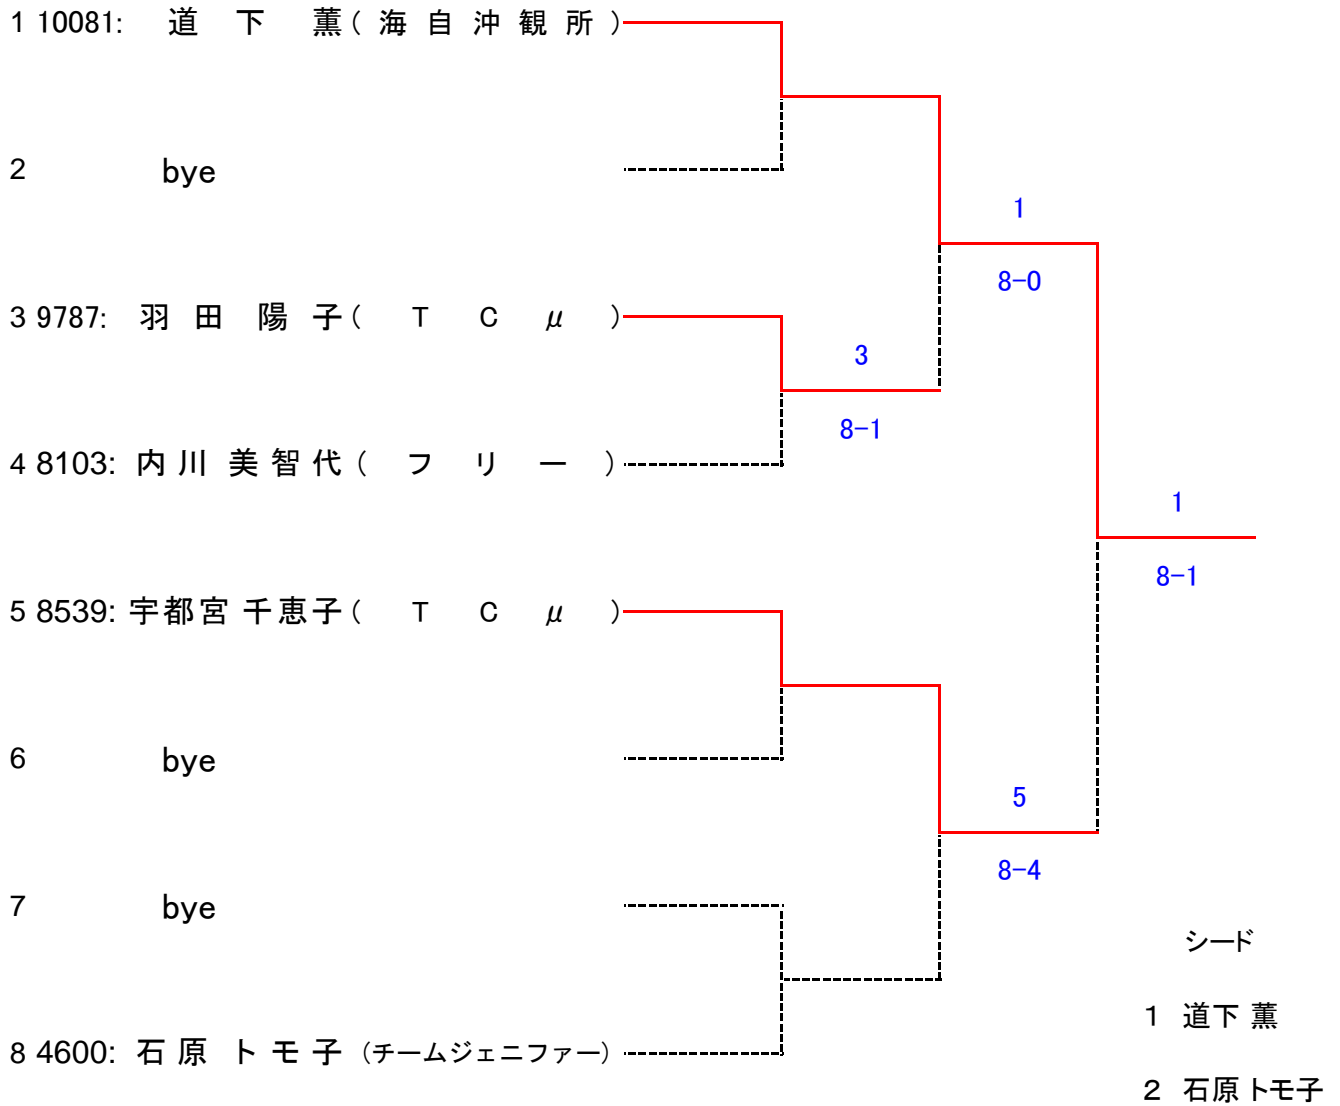 1 10081: 道下 薫(海自沖観所)
2 bye
1
8-0
3 9787: 羽田 陽子(TCμ)
3
8-1
4 8103: 内川 美智代(フリー)
1
8-1
5 8539: 宇都宮 千恵子(TCμ)
6 bye
5
8-4
7 bye
シード
1 道下 薫
8 4600: 石原 トモ子(チームジェニファー)
2 石原 トモ子